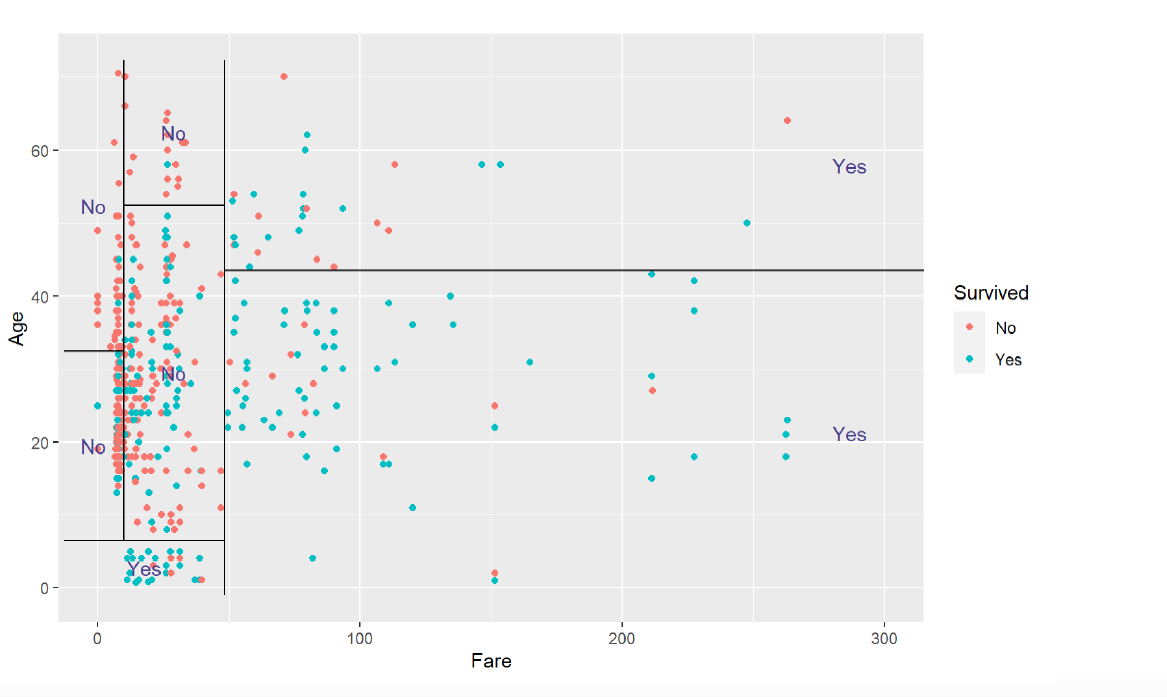 No
60
Yes
No
Age
40
Survived
No
Yes
No
20
Yes
No
Yes
0
0
100
200
300
Fare